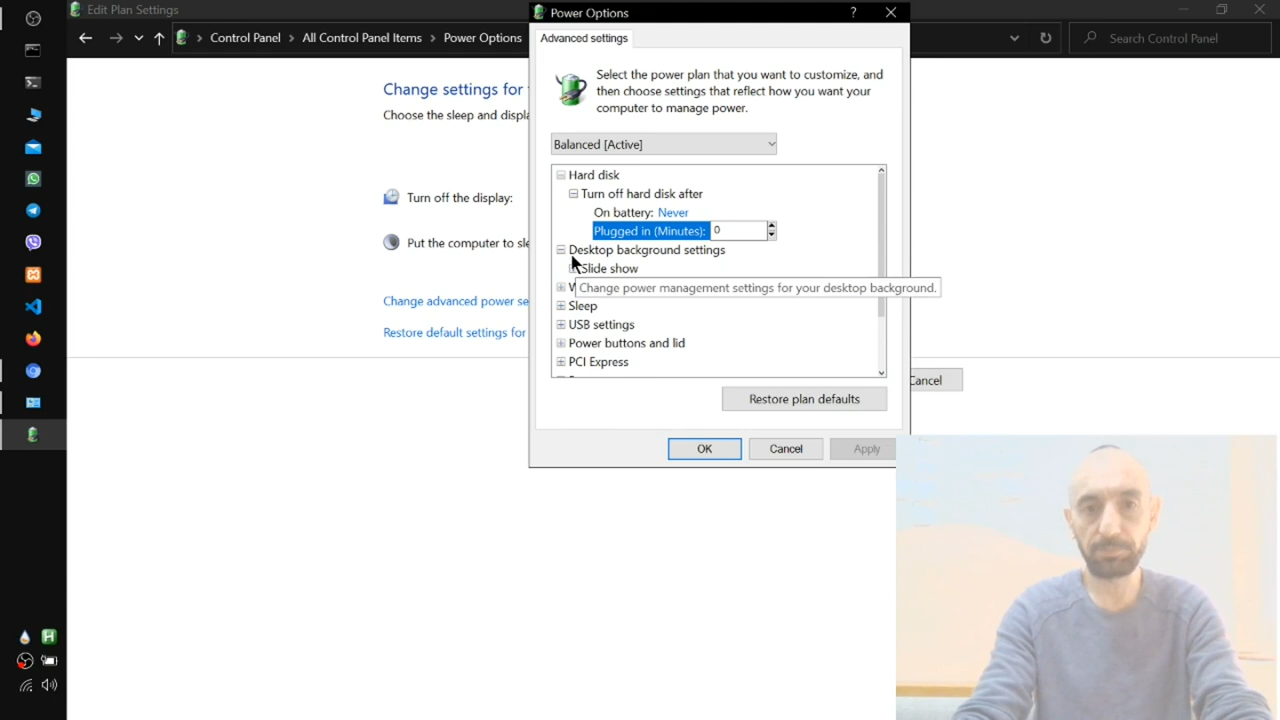 Edit Plan Settings
Control Panel
All Control Panel Items
Power Options
Search Control Panel
Change settings for
Choose the sleep and displ
Turn off the display:
Put the computer to sle
Change advanced power se
Restore default settings for
Cancel
Power Options
?
Advanced settings
Select the power plan that you want to customize, and
then choose settings that reflect how you want your
computer to manage power.
Balanced [Active]
Hard disk
Turn off hard disk after
On battery: Never
Plugged in (Minutes): 0
Desktop background settings
Slide show
Change power management settings for your desktop background.
Sleep
USB settings
Power buttons and lid
PCI Express
Restore plan defaults
OK
Cancel
Apply